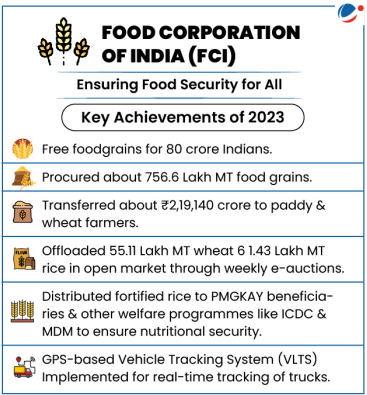 FOOD CORPORATION
OF INDIA (FCI)
Ensuring Food Security for All
Key Achievements of 2023
Free foodgrains for 80 crore Indians.
Procured about 756.6 Lakh MT food grains.
Transferred about ₹2,19,140 crore to paddy &
wheat farmers.
Offloaded 55.11 Lakh MT wheat 6 1.43 Lakh MT
rice in open market through weekly e-auctions.
Distributed fortified rice to PMGKAY beneficia-
ries & other welfare programmes like ICDC &
MDM to ensure nutritional security.
GPS-based Vehicle Tracking System (VLTS)
Implemented for real-time tracking of trucks.